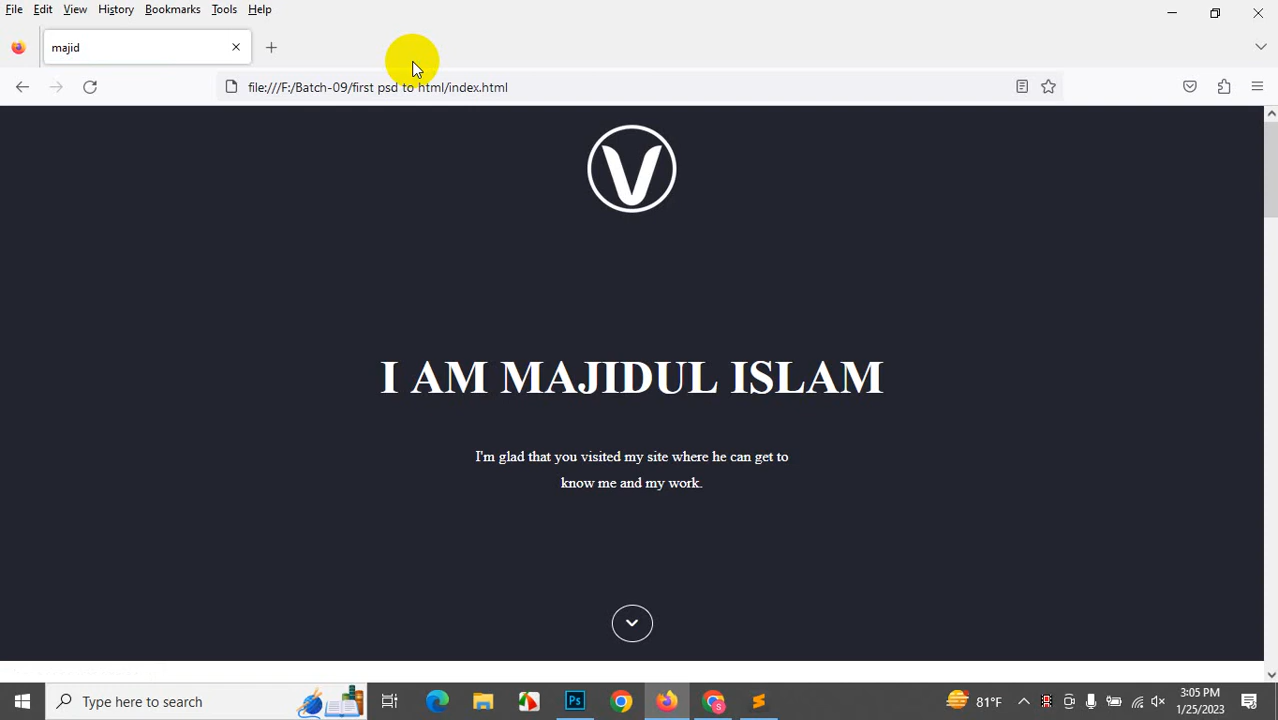 File Edit View History Bookmarks Tools Help
majid
file:///F:/Batch-09/first psd to html/index.html
V
I AM MAJIDUL ISLAM
I'm glad that you visited my site where he can get to
know me and my work.
Type here to search
Ps
S
81°F
3:05 PM
1/25/2023